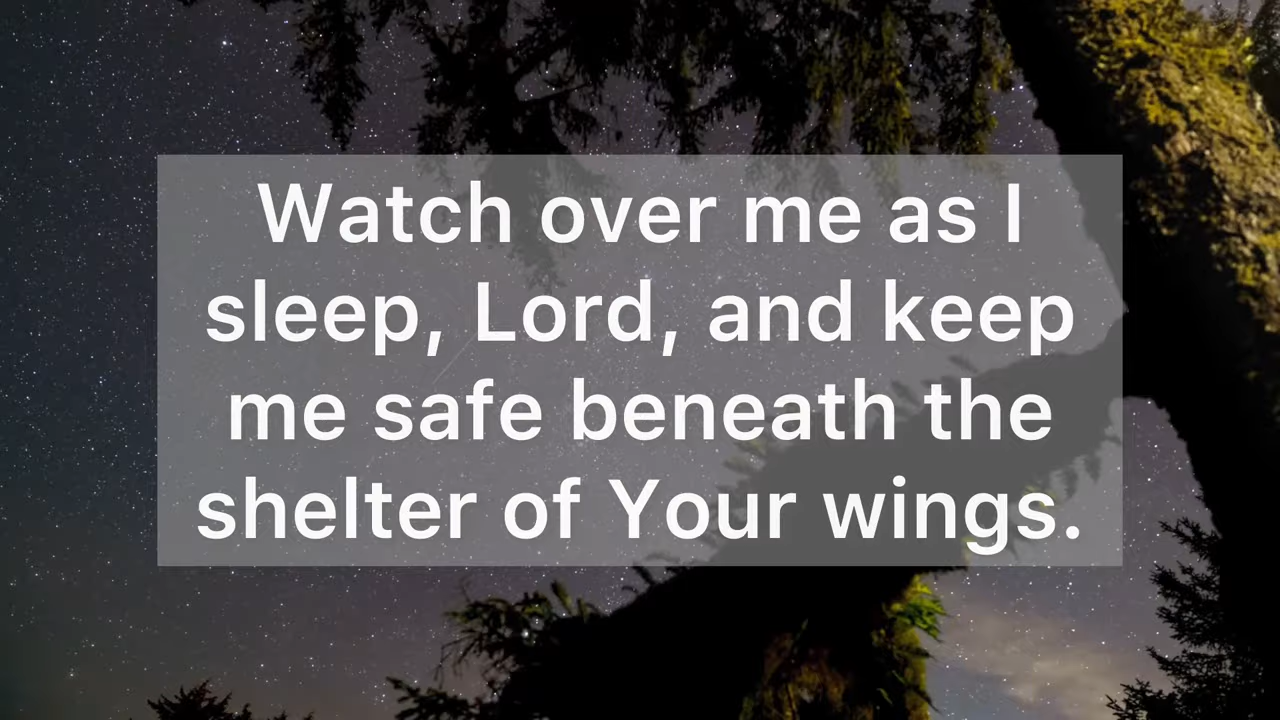 Watch over me as I
sleep, Lord, and keep
me safe beneath the
shelter of Your wings.